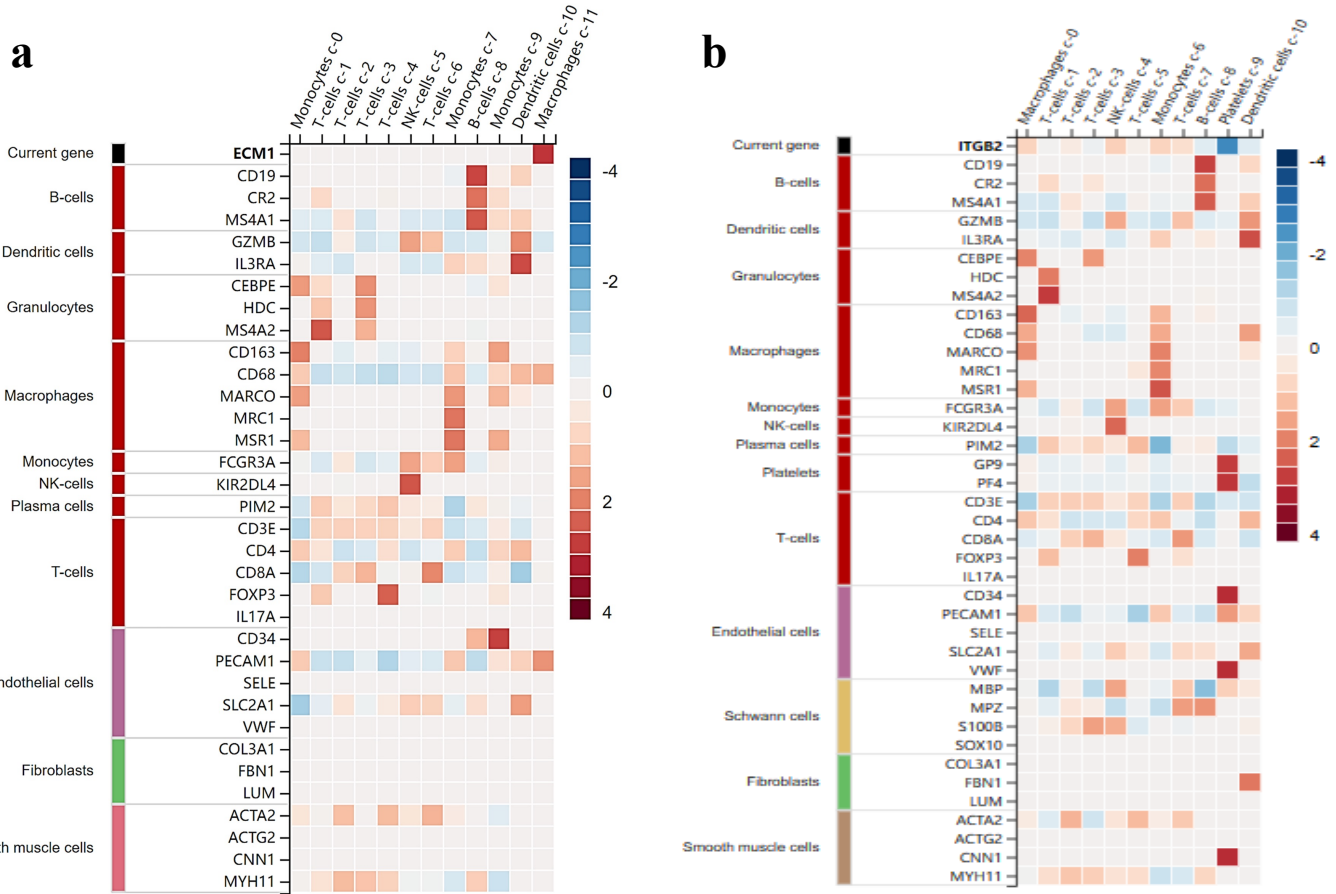 a
Monocytes c-0
T-cells c-1
T-cells c-2
T-cells c-3
T-cells c-4
NK-cells c-5
T-cells c-6
Monocytes c-7
B-cells c-8
Monocytes c-9
Dendritic cells c-10
Macrophages c-11
Current gene
ECM1
B-cells
CD19
CR2
MS4A1
Dendritic cells
GZMB
IL3RA
Granulocytes
CEBPE
HDC
MS4A2
Macrophages
CD163
CD68
MARCO
MRC1
MSR1
Monocytes
FCGR3A
NK-cells
KIR2DL4
Plasma cells
PIM2
T-cells
CD3E
CD4
CD8A
FOXP3
IL17A
ndothelial cells
CD34
PECAM1
SELE
SLC2A1
VWF
Fibroblasts
COL3A1
FBN1
LUM
th muscle cells
ACTA2
ACTG2
CNN1
MYH11
-4
-2
0
2
4
b
Macrophages c-0
T-cells c-1
T-cells c-2
T-cells c-3
NK-cells c-4
T-cells c-5
Monocytes c-6
T-cells c-7
B-cells c-8
Platelets c-9
Dendritic cells c-10
Current gene
ITGB2
B-cells
CD19
CR2
MS4A1
Dendritic cells
GZMB
IL3RA
Granulocytes
CEBPE
HDC
MS4A2
Macrophages
CD163
CD68
MARCO
MRC1
MSR1
Monocytes
FCGR3A
NK-cells
KIR2DL4
Plasma cells
PIM2
Platelets
GP9
PF4
T-cells
CD3E
CD4
CD8A
FOXP3
IL17A
Endothelial cells
CD34
PECAM1
SELE
SLC2A1
VWF
Schwann cells
MBP
MPZ
S100B
SOX10
Fibroblasts
COL3A1
FBN1
LUM
Smooth muscle cells
ACTA2
ACTG2
CNN1
MYH11
-4
-2
0
2
4